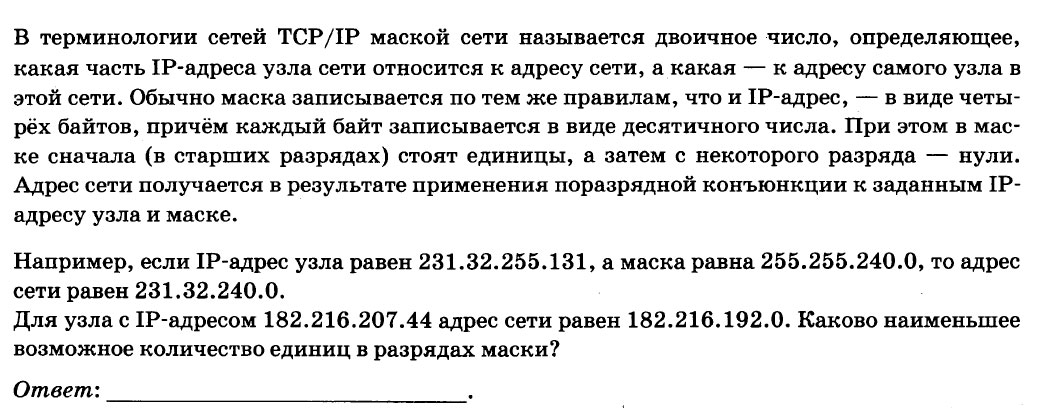 В терминологии сетей TCP/IP маской сети называется двоичное число, определяющее,
какая часть IP-адреса узла сети относится к адресу сети, а какая — к адресу самого узла в
этой сети. Обычно маска записывается по тем же правилам, что и IP-адрес, — в виде четы-
рёх байтов, причём каждый байт записывается в виде десятичного числа. При этом в мас-
ке сначала (в старших разрядах) стоят единицы, а затем с некоторого разряда — нули.
Адрес сети получается в результате применения поразрядной конъюнкции к заданным IP-
адресу узла и маске.
Например, если IP-адрес узла равен 231.32.255.131, а маска равна 255.255.240.0, то адрес
сети равен 231.32.240.0.
Для узла с IP-адресом 182.216.207.44 адрес сети равен 182.216.192.0. Каково наименьшее
возможное количество единиц в разрядах маски?
Ответ: ____________________.